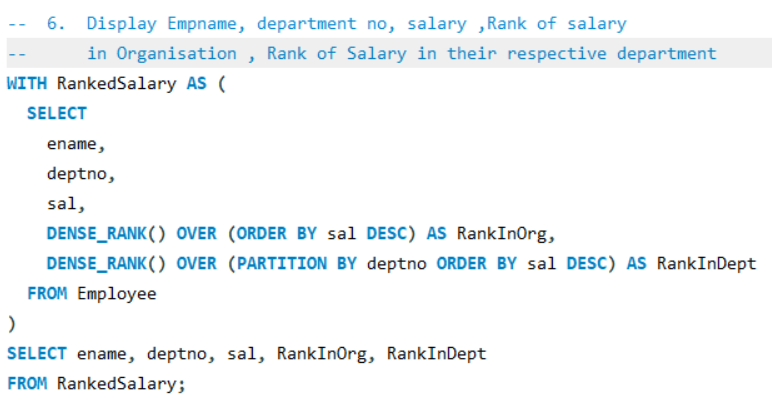 --  6.  Display Empname, department no, salary ,Rank of salary
--      in Organisation , Rank of Salary in their respective department
WITH RankedSalary AS (
  SELECT
    ename,
    deptno,
    sal,
    DENSE_RANK() OVER (ORDER BY sal DESC) AS RankInOrg,
    DENSE_RANK() OVER (PARTITION BY deptno ORDER BY sal DESC) AS RankInDept
  FROM Employee
)
SELECT ename, deptno, sal, RankInOrg, RankInDept
FROM RankedSalary;